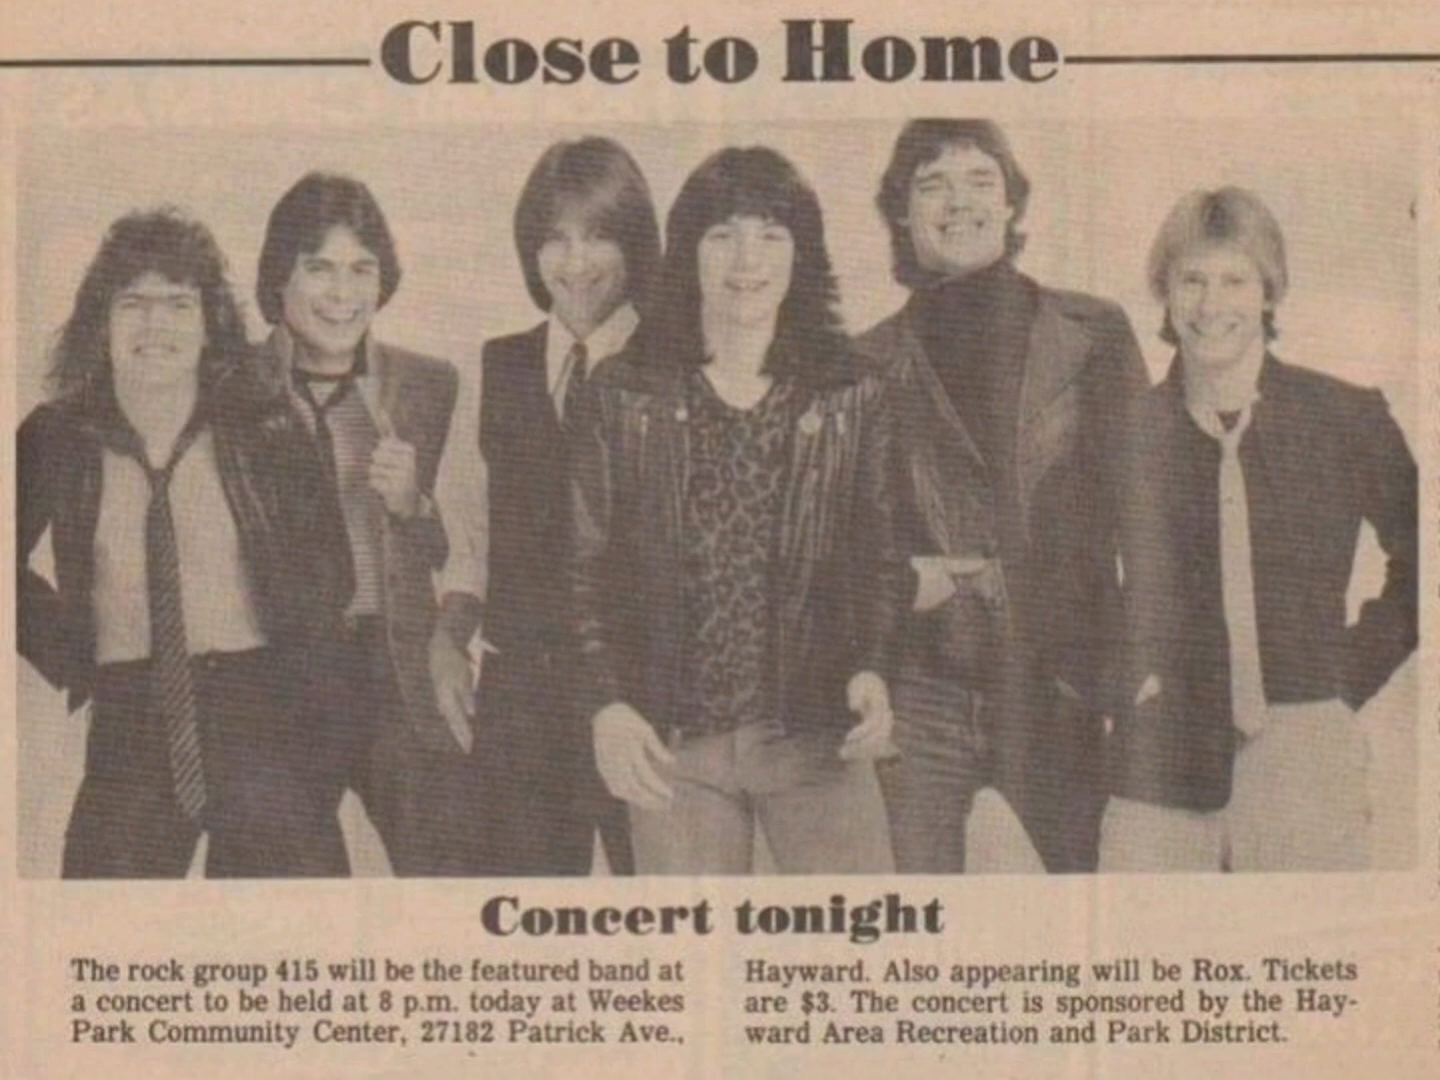 Close to Home
Concert tonight
The rock group 415 will be the featured band at
a concert to be held at 8 p.m. today at Weekes
Park Community Center, 27182 Patrick Ave.,
Hayward. Also appearing will be Rox. Tickets
are $3. The concert is sponsored by the Hay-
ward Area Recreation and Park District.